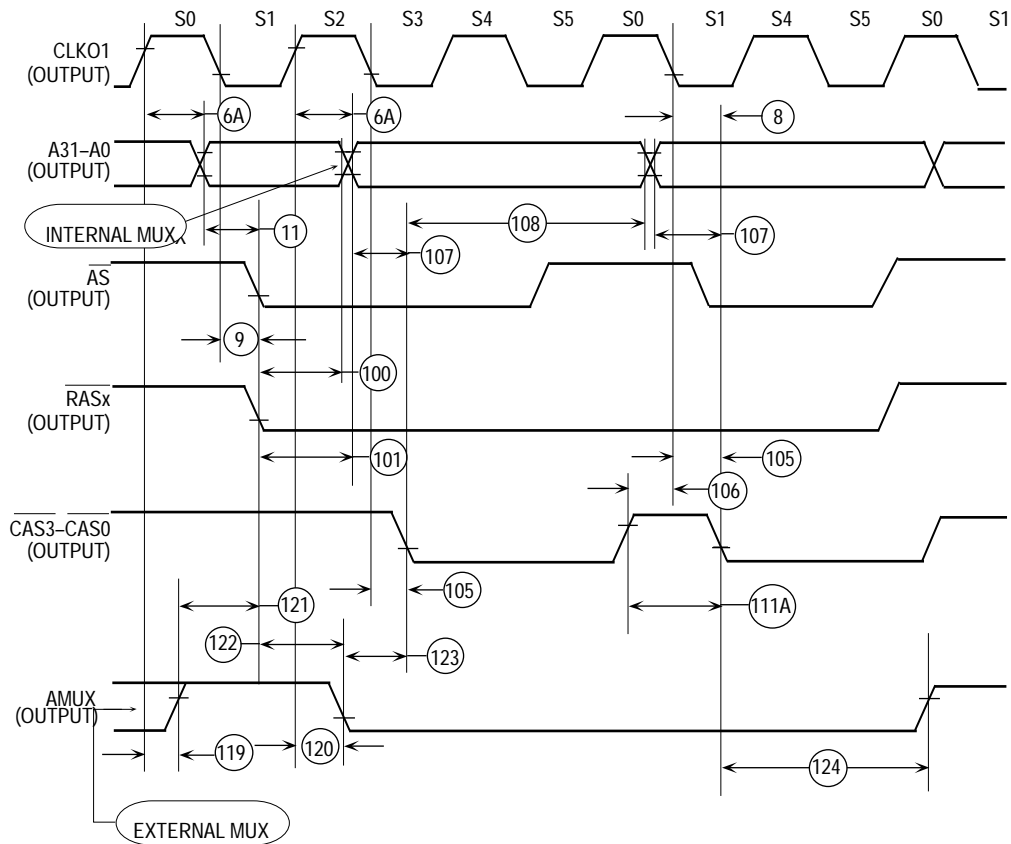 S0 S1 S2 S3 S4 S5 S0 S1 S4 S5 S0 S1
CLKO1
(OUTPUT)
6A 6A 8
A31–A0
(OUTPUT)
INTERNAL MUX
11 108 107 107
AS
(OUTPUT)
9
100
RASx
(OUTPUT)
101 105
106
CAS3–CAS0
(OUTPUT)
121 105 111A
122 123
AMUX
(OUTPUT)
119 120 124
EXTERNAL MUX